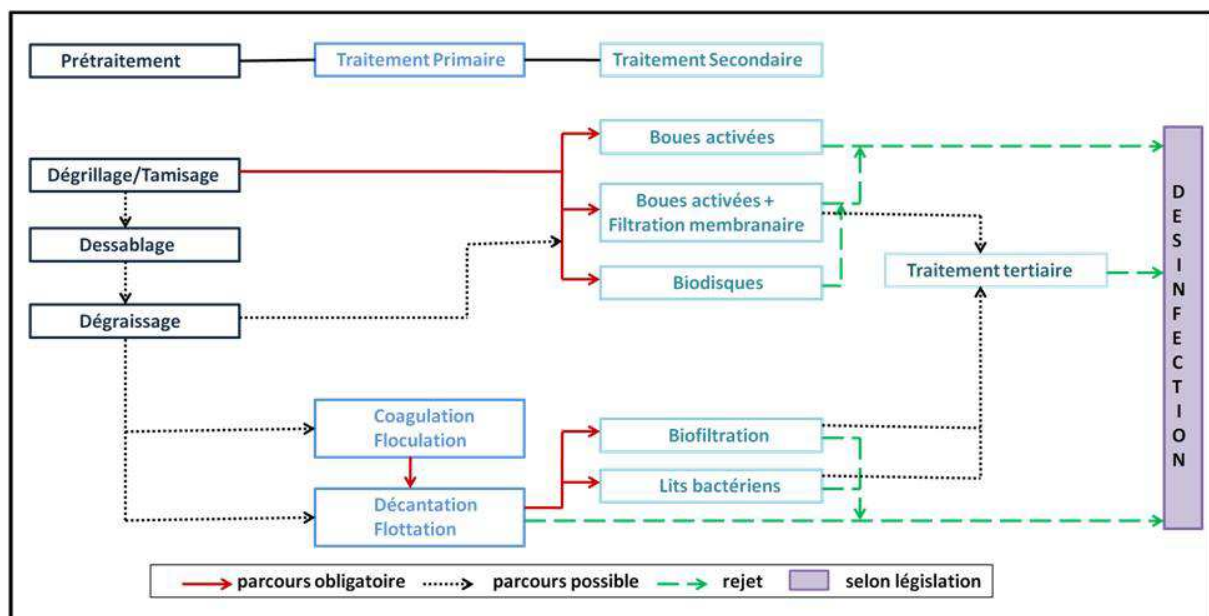 Prétraitement
Traitement Primaire
Traitement Secondaire
Boues activées
Dégrillage/Tamisage
Boues activées +
Filtration membranaire
Dessablage
Traitement tertiaire
Biodisques
Dégraissage
Coagulation
Floculation
Biofiltration
Lits bactériens
Décantation
Flottation
DESINFECTION
parcours obligatoire
parcours possible
rejet
selon législation